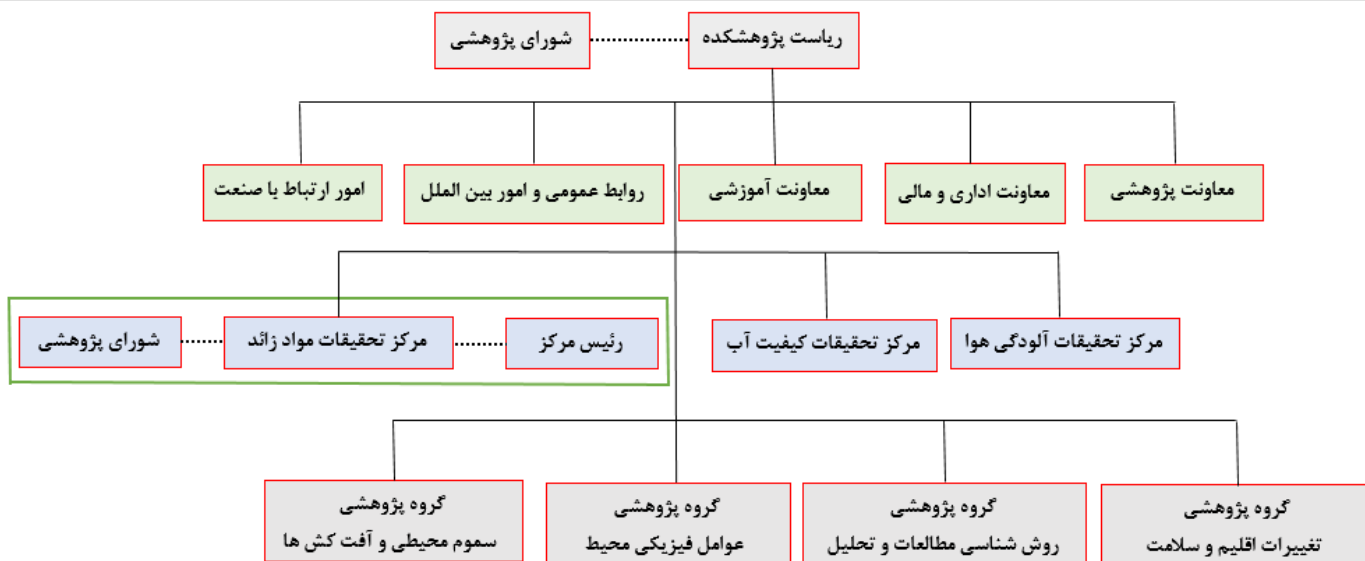 ریاست پژوهشکده
شورای پژوهشی
معاونت پژوهشی
معاونت اداری و مالی
معاونت آموزشی
روابط عمومی و امور بین الملل
امور ارتباط با صنعت
مرکز تحقیقات آلودگی هوا
مرکز تحقیقات کیفیت آب
رئیس مرکز
مرکز تحقیقات مواد زائد
شورای پژوهشی
گروه پژوهشی
تغییرات اقلیم و سلامت
گروه پژوهشی
روش شناسی مطالعات و تحلیل
گروه پژوهشی
عوامل فیزیکی محیط
گروه پژوهشی
سموم محیطی و آفت کش ها